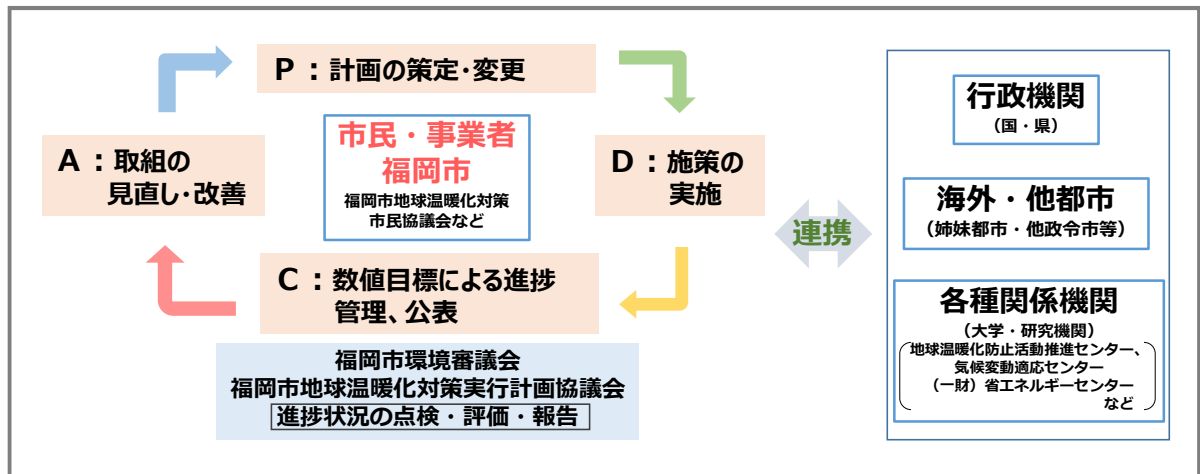 P：計画の策定・変更
A：取組の
見直し・改善
市民・事業者
福岡市
福岡市地球温暖化対策
市民協議会など
D：施策の
実施
C：数値目標による進捗
管理、公表
福岡市環境審議会
福岡市地球温暖化対策実行計画協議会
進捗状況の点検・評価・報告
連携
行政機関
（国・県）
海外・他都市
（姉妹都市・他政令市等）
各種関係機関
（大学・研究機関）
地球温暖化防止活動推進センター、
気候変動適応センター
（一財）省エネルギーセンター
など